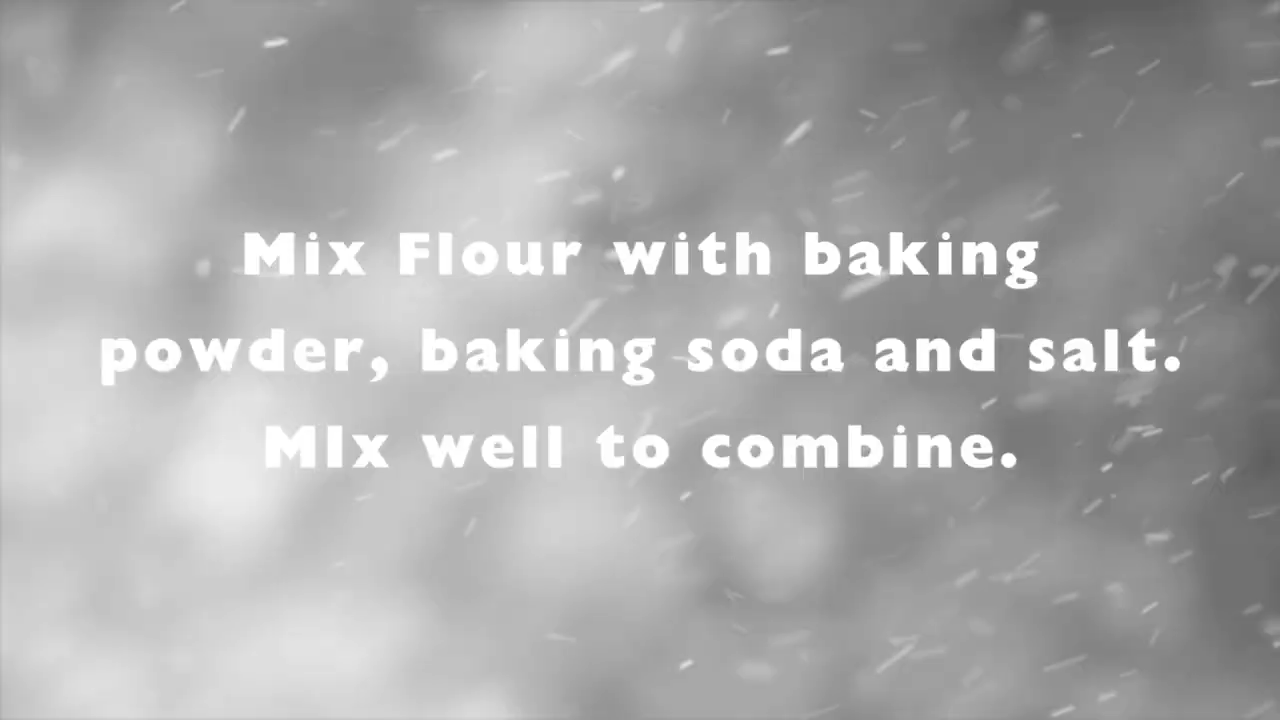 Mix Flour with baking
powder, baking soda and salt.
MIx well to combine.